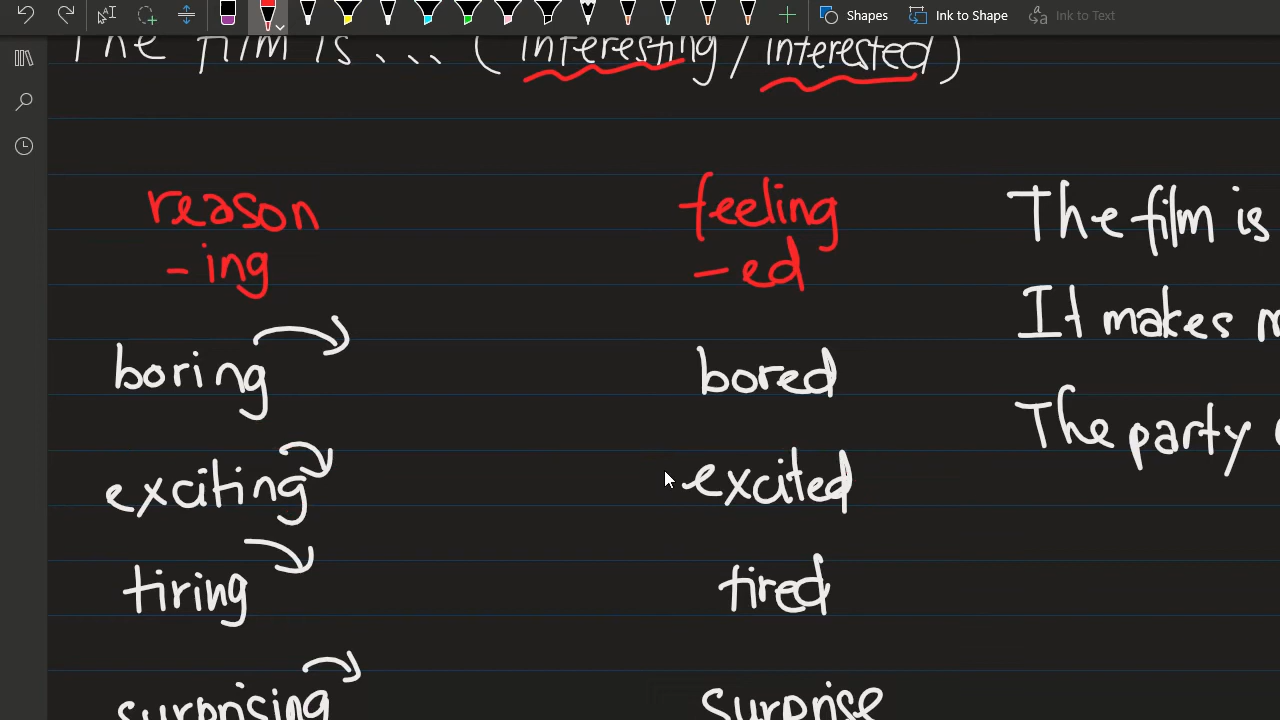 Shapes
Ink to Shape
Ink to Text
The film is ... (interesting / interested)
reason
-ing
feeling
-ed
The film is
It makes
The party
boring
bored
exciting
excited
tiring
tired
surprising
surprise